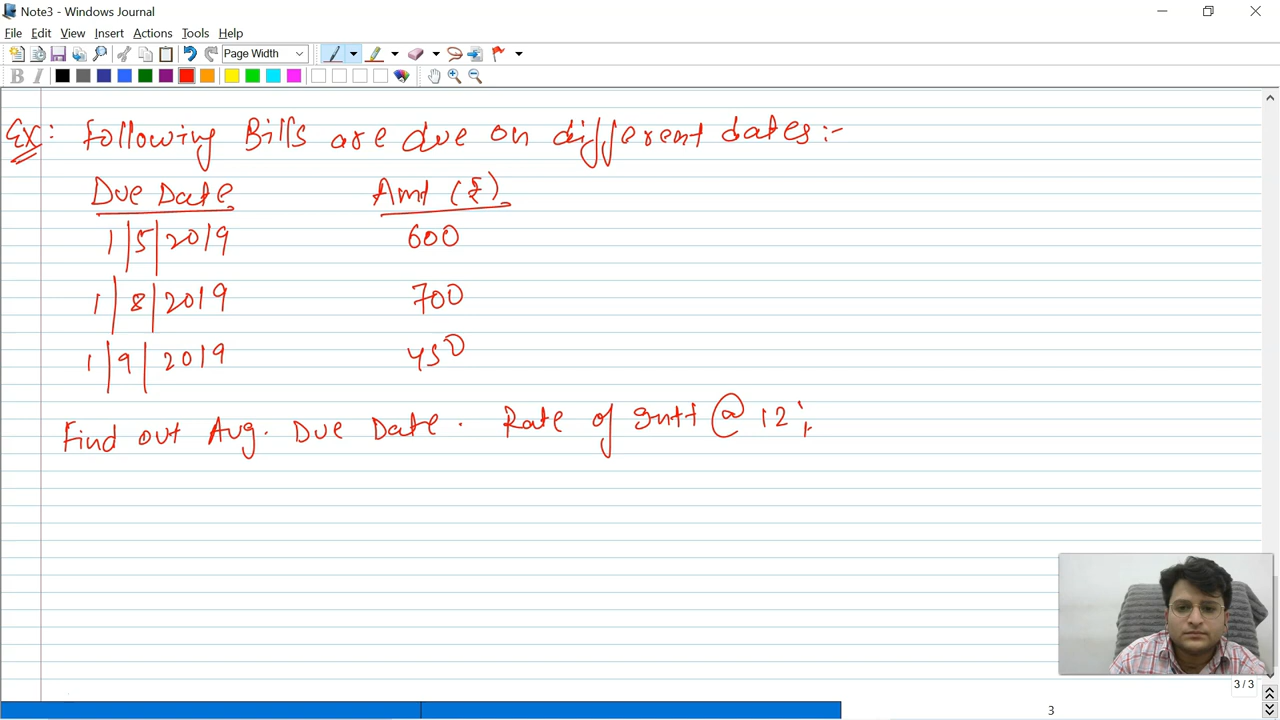 Note3 - Windows Journal
File Edit View Insert Actions Tools Help
Page Width
B I
Ex: Following Bills are due on different dates:-
Due Date Amt (₹)
1/5/2019 600
1/8/2019 700
1/9/2019 450
Find out Avg. Due Date. Rate of Intt @ 12%
3 / 3
3